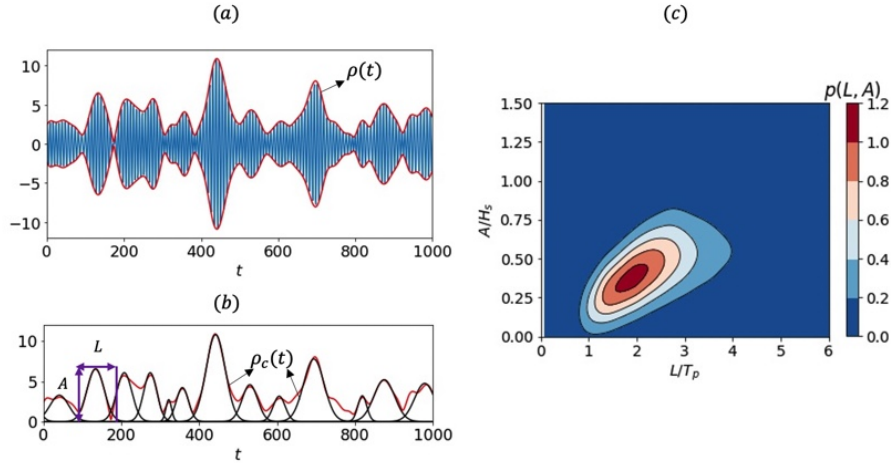 (a)
10
5
0
−5
−10
ρ(t)
0 200 400 600 800 1000
t
(b)
10
5
0
A
L
ρc(t)
0 200 400 600 800 1000
t
(c)
p(L, A)
1.50
1.25
1.00
0.75
0.50
0.25
0.00
A/Hs
0 1 2 3 4 5 6
L/Tp
1.2
1.0
0.8
0.6
0.4
0.2
0.0